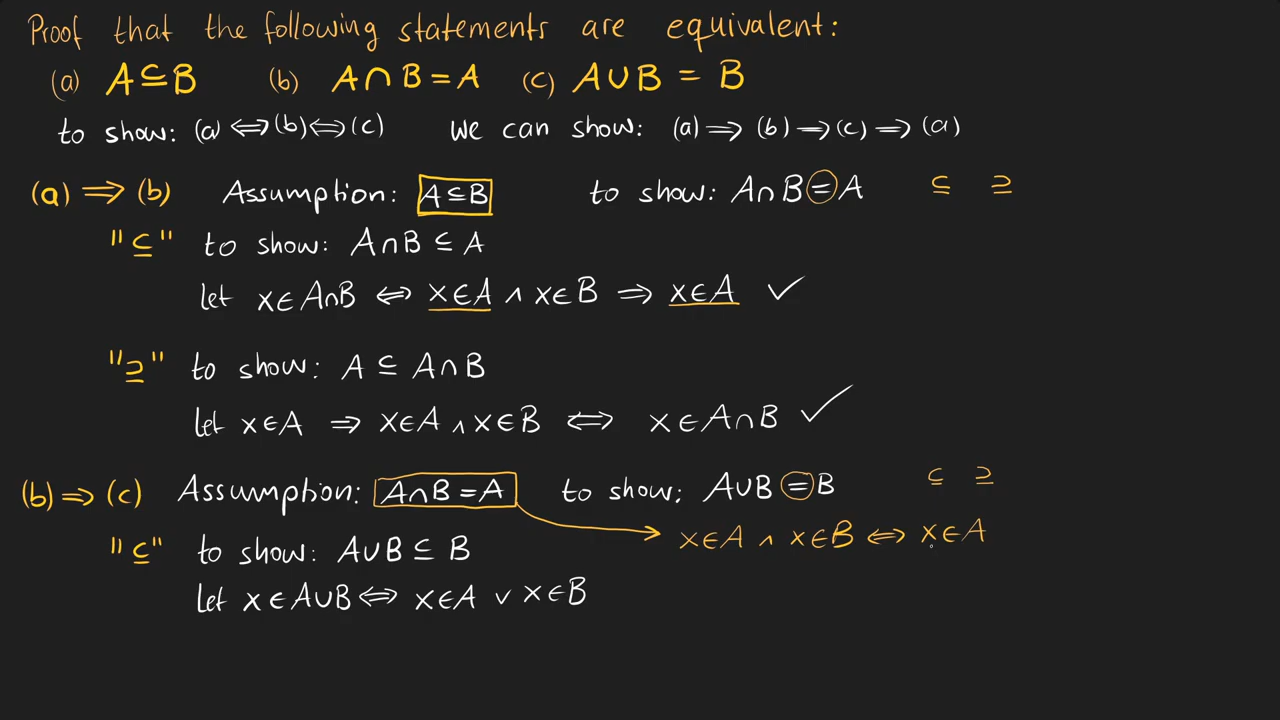 Proof that the following statements are equivalent:
(a) A⊆B (b) A∩B=A (c) A∪B = B
to show: (a)⟺(b)⟺(c) We can show: (a)⟹(b)⟹(c)⟹(a)
(a)⟹(b) Assumption: A⊆B to show: A∩B=A ⊆ ⊇
"⊆" to show: A∩B ⊆ A
let x∈A∩B ⟺ x∈A ∧ x∈B ⟹ x∈A ✓
"⊇" to show: A ⊆ A∩B
let x∈A ⟹ x∈A ∧ x∈B ⟺ x∈A∩B ✓
(b)⟹(c) Assumption: A∩B=A to show: A∪B=B ⊆ ⊇
x∈A ∧ x∈B ⟺ x∈A
"⊆" to show: A∪B ⊆ B
let x∈A∪B ⟺ x∈A ∨ x∈B